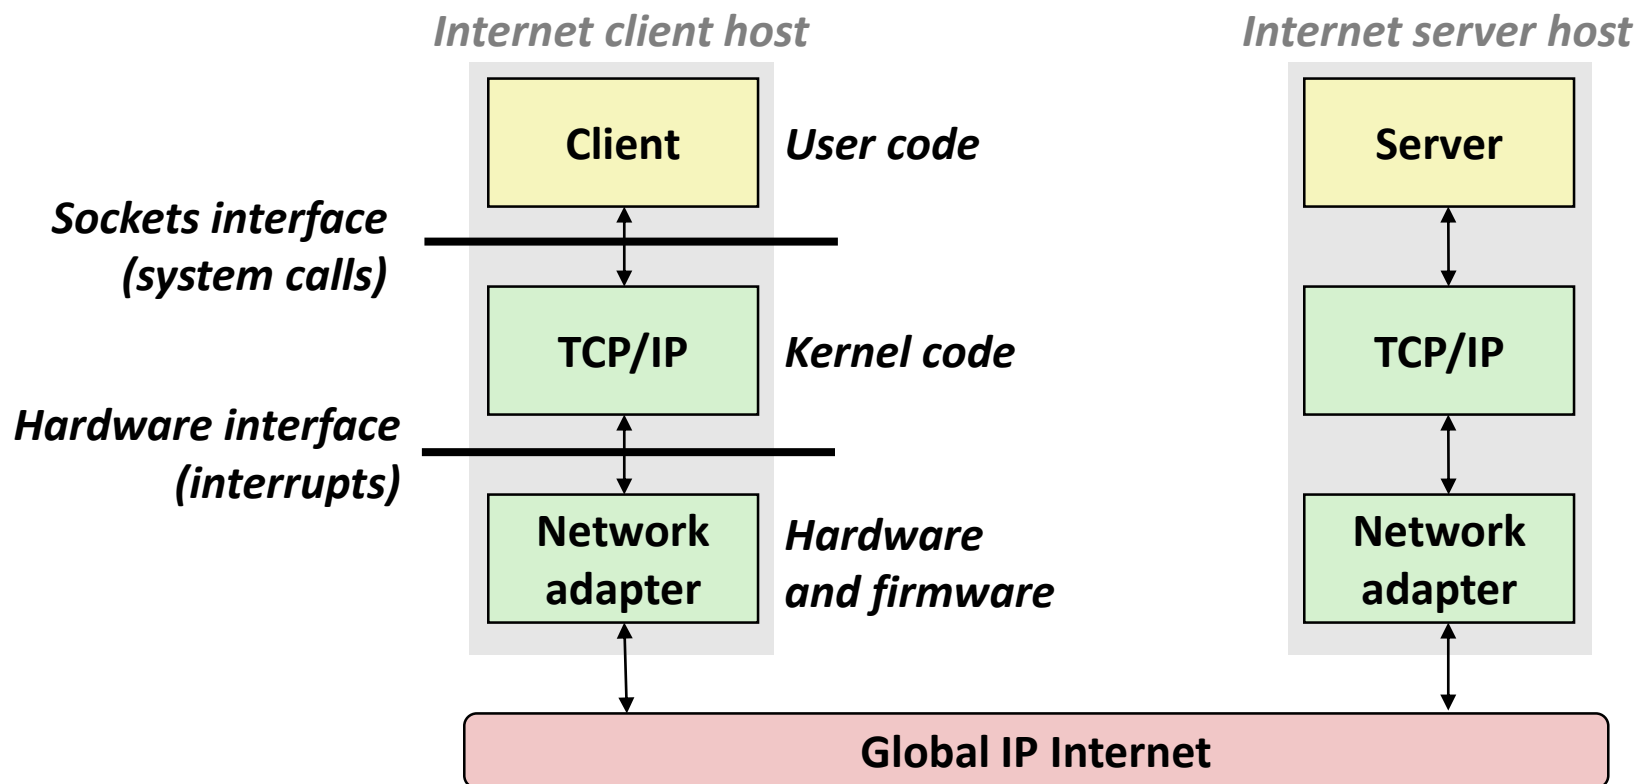 Internet client host
Internet server host
Client
User code
Server
Sockets interface
(system calls)
TCP/IP
Kernel code
TCP/IP
Hardware interface
(interrupts)
Network
adapter
Hardware
and firmware
Network
adapter
Global IP Internet